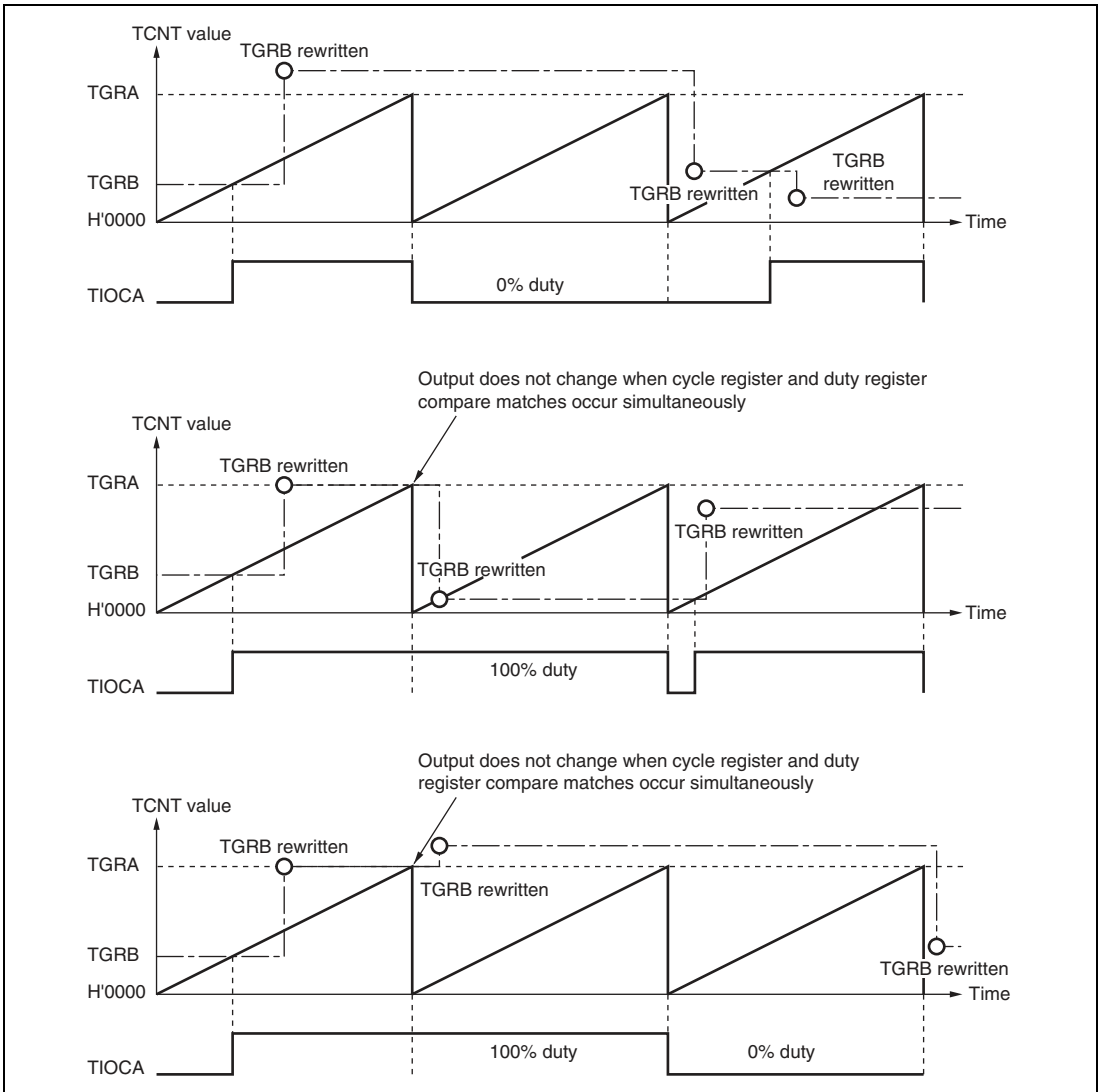 TCNT value
TGRB rewritten
TGRA
TGRB
rewritten
TGRB
TGRB rewritten
H'0000
Time
0% duty
TIOCA
Output does not change when cycle register and duty register
compare matches occur simultaneously
TCNT value
TGRB rewritten
TGRA
TGRB rewritten
TGRB
TGRB rewritten
H'0000
Time
100% duty
TIOCA
Output does not change when cycle register and duty
register compare matches occur simultaneously
TCNT value
TGRB rewritten
TGRA
TGRB rewritten
TGRB
TGRB rewritten
H'0000
Time
100% duty
0% duty
TIOCA